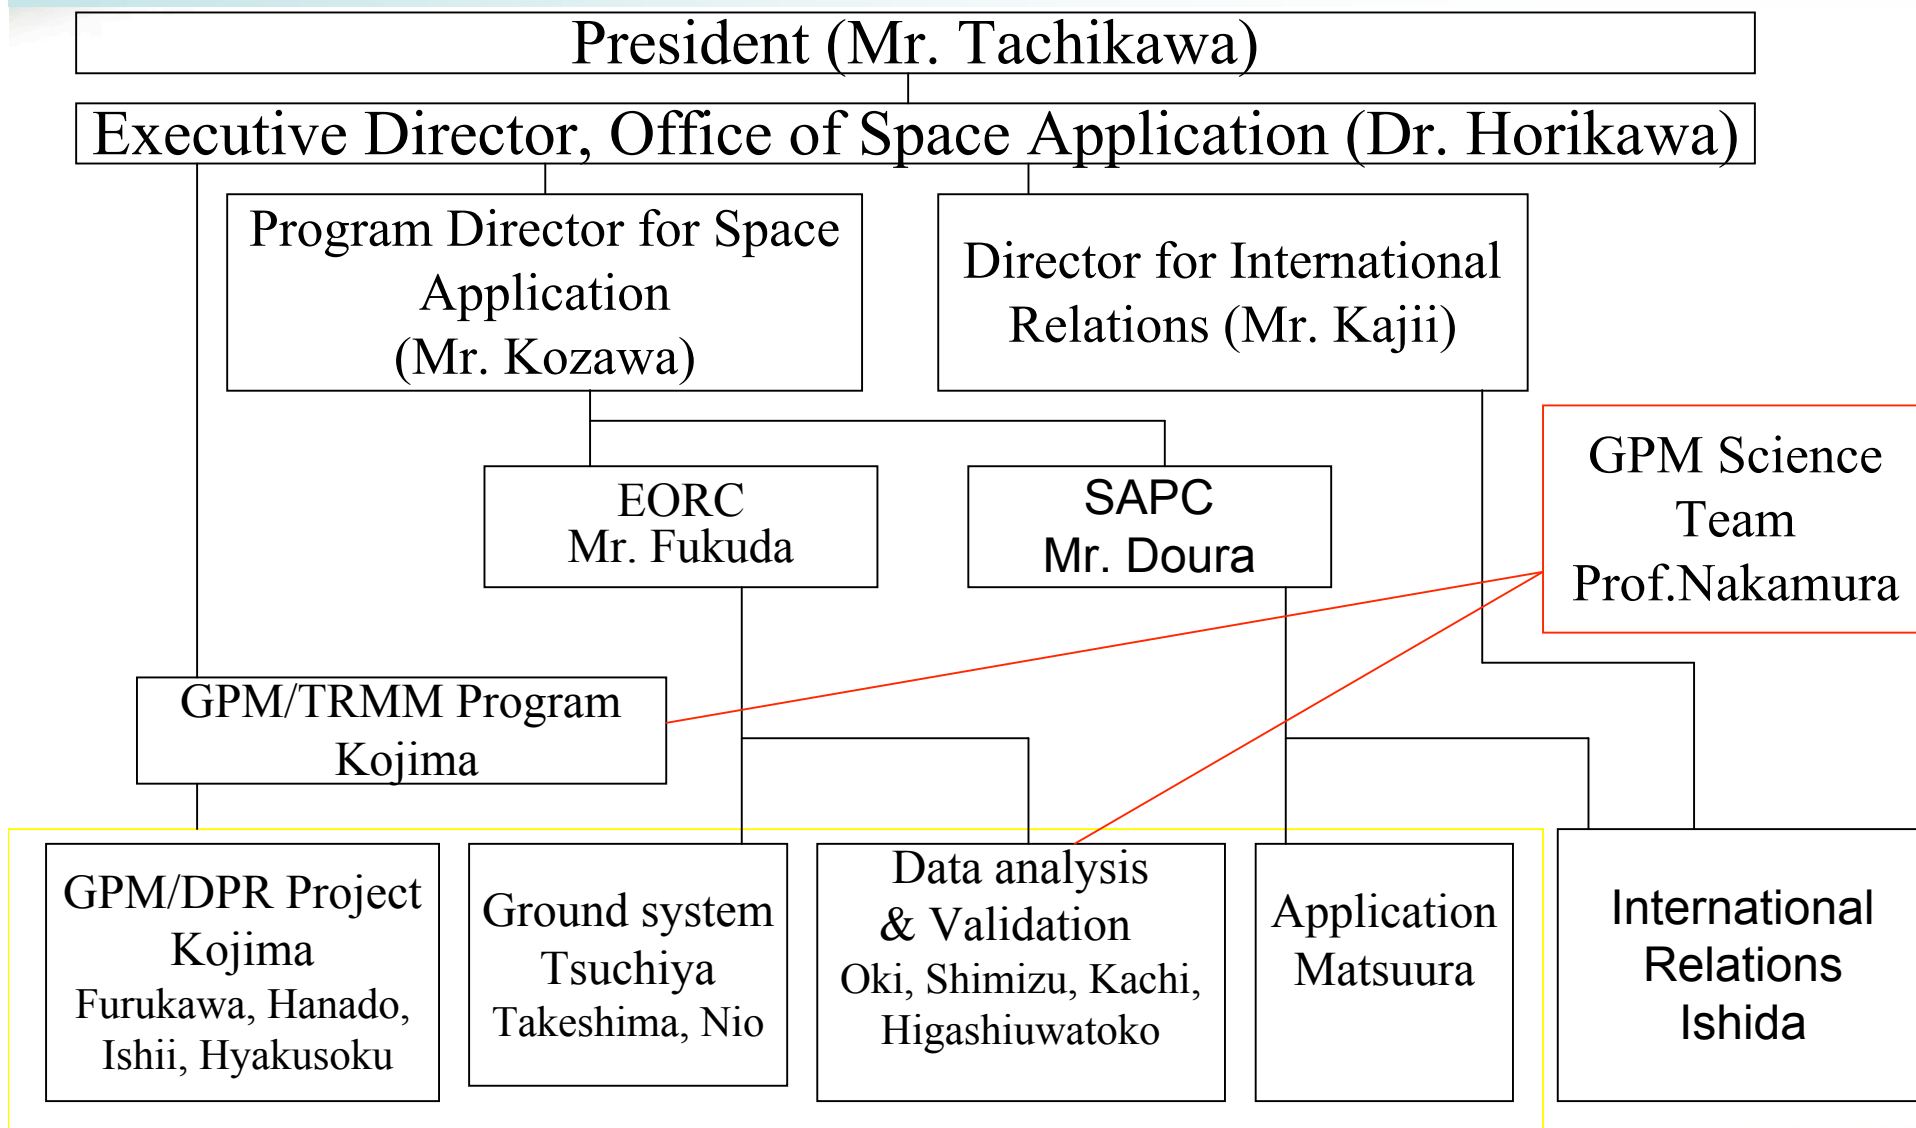 President (Mr. Tachikawa)
Executive Director, Office of Space Application (Dr. Horikawa)
Program Director for Space
Application
(Mr. Kozawa)
Director for International
Relations (Mr. Kajii)
EORC
Mr. Fukuda
SAPC
Mr. Doura
GPM Science
Team
Prof.Nakamura
GPM/TRMM Program
Kojima
GPM/DPR Project
Kojima
Furukawa, Hanado,
Ishii, Hyakusoku
Ground system
Tsuchiya
Takeshima, Nio
Data analysis
& Validation
Oki, Shimizu, Kachi,
Higashiuwatoko
Application
Matsuura
International
Relations
Ishida